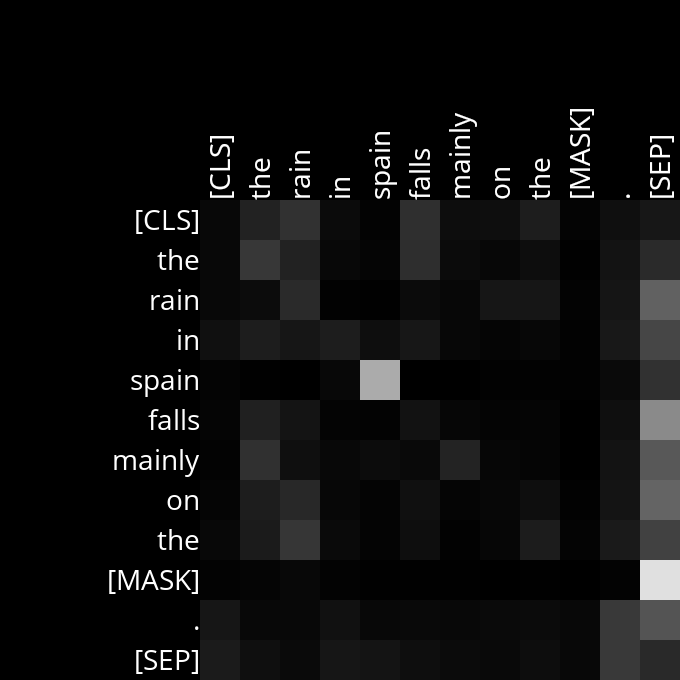 [CLS] the rain in spain falls mainly on the [MASK] . [SEP]
[CLS]
the
rain
in
spain
falls
mainly
on
the
[MASK]
.
[SEP]